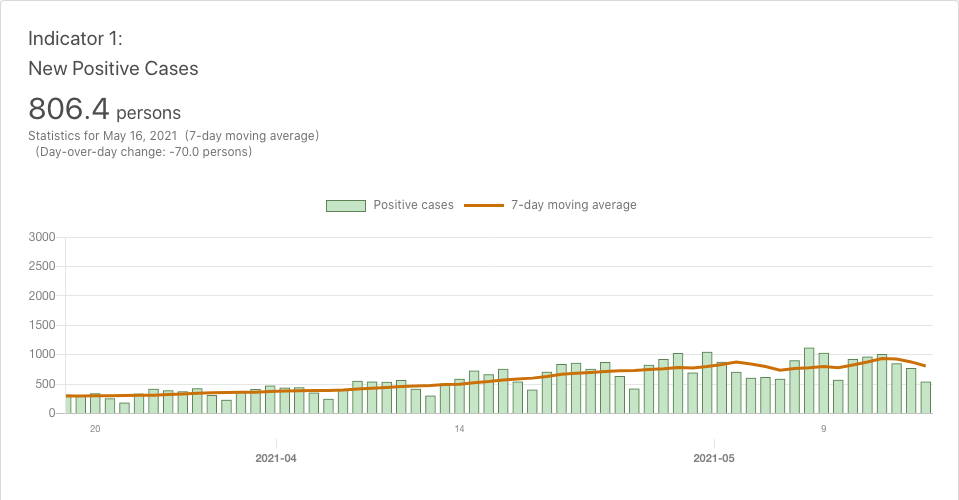 Indicator 1:
New Positive Cases
806.4 persons
Statistics for May 16, 2021 (7-day moving average)
(Day-over-day change: -70.0 persons)
Positive cases 7-day moving average
3000
2500
2000
1500
1000
500
0
20 14 9
2021-04 2021-05